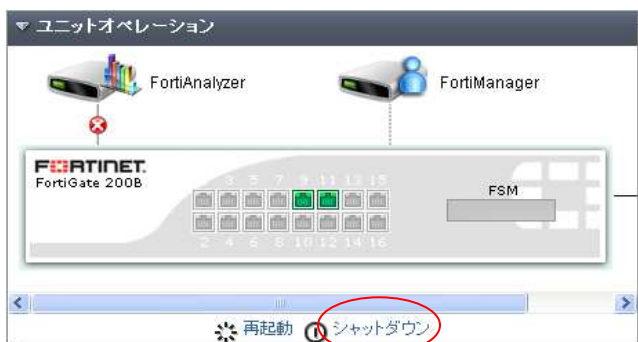 ユニットオペレーション
FortiAnalyzer
FortiManager
FORTINET.
FortiGate 200B
3 5 7 9 11 13 15
FSM
2 4 6 8 10 12 14 16
再起動 シャットダウン